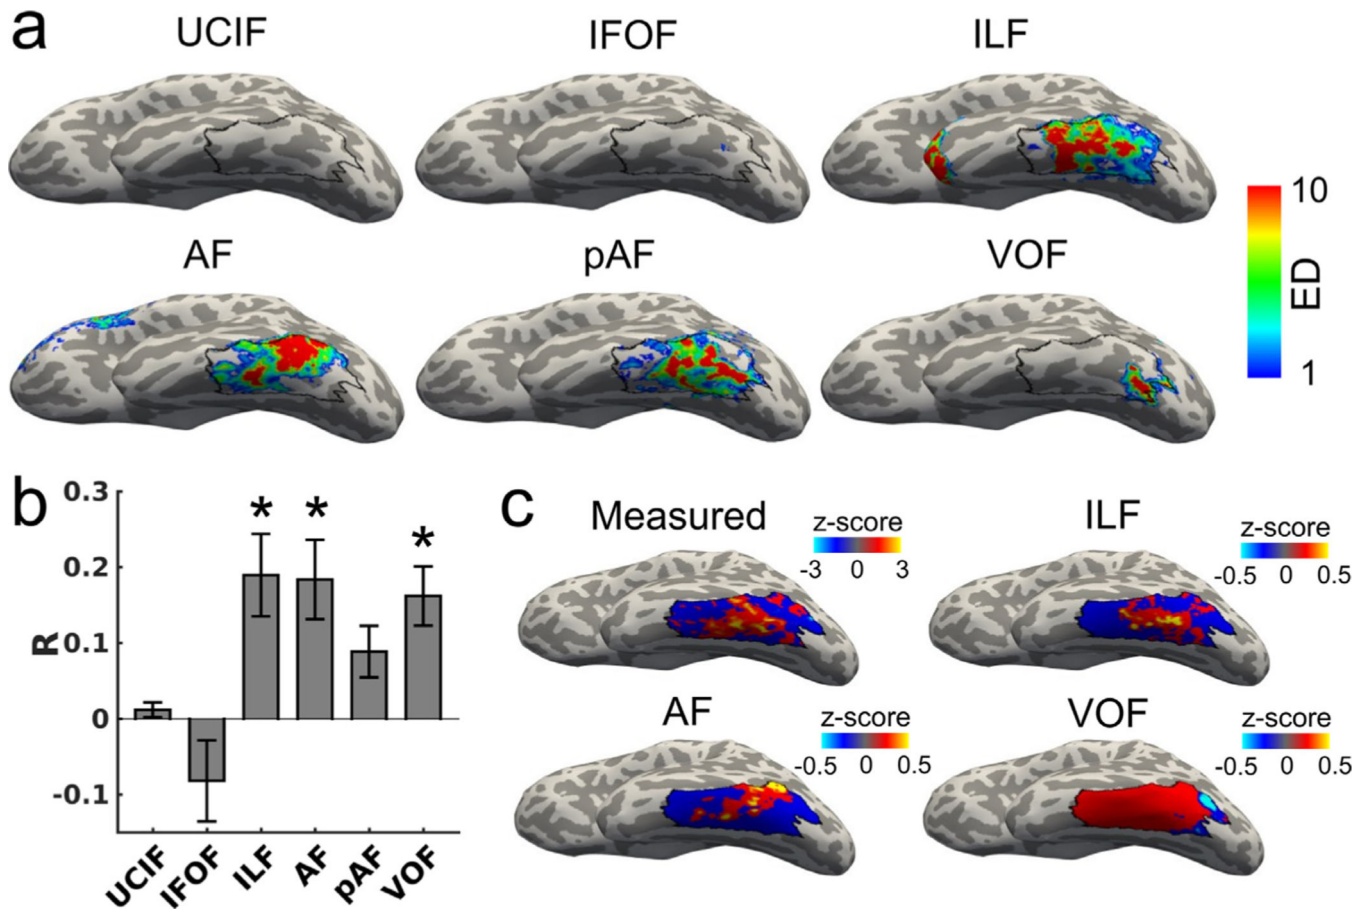 a
UCIF
IFOF
ILF
AF
pAF
VOF
10
ED
1
b
0.3
0.2
0.1
0
-0.1
R
*
*
*
UCIF
IFOF
ILF
AF
pAF
VOF
c
Measured
z-score
-3 0 3
ILF
z-score
-0.5 0 0.5
AF
z-score
-0.5 0 0.5
VOF
z-score
-0.5 0 0.5